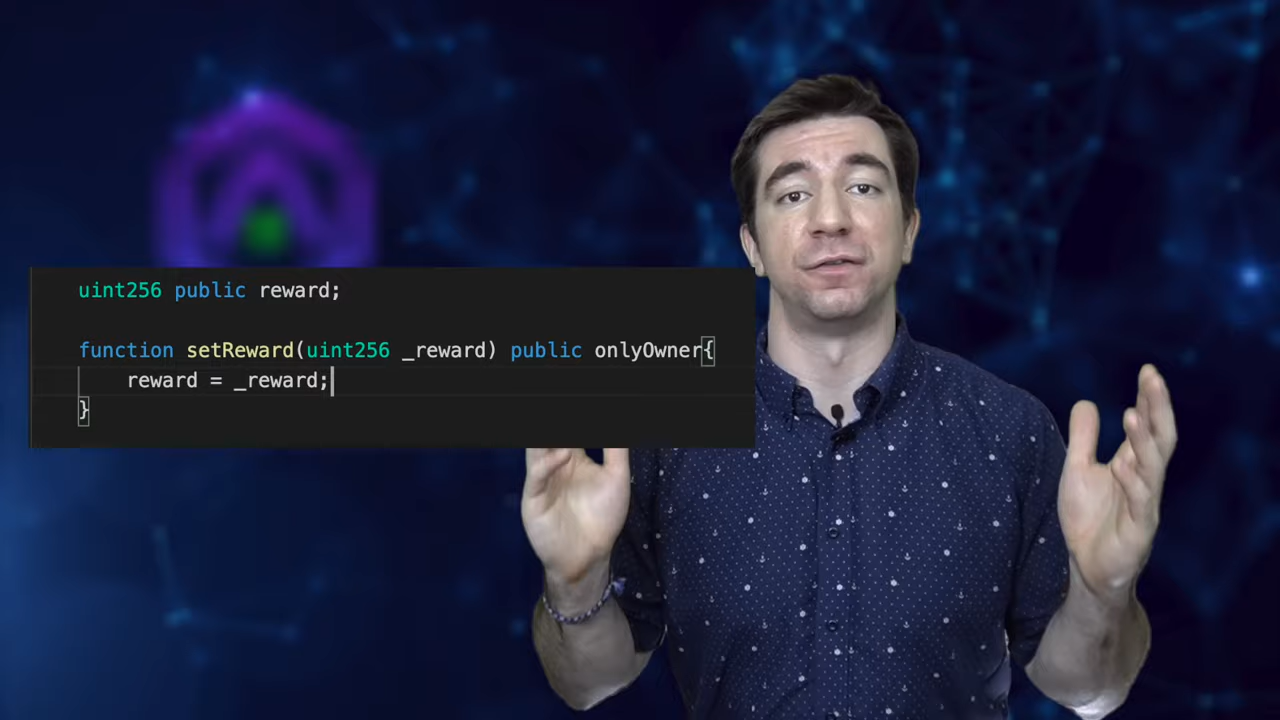 uint256 public reward;
function setReward(uint256 _reward) public onlyOwner{
reward = _reward;
}